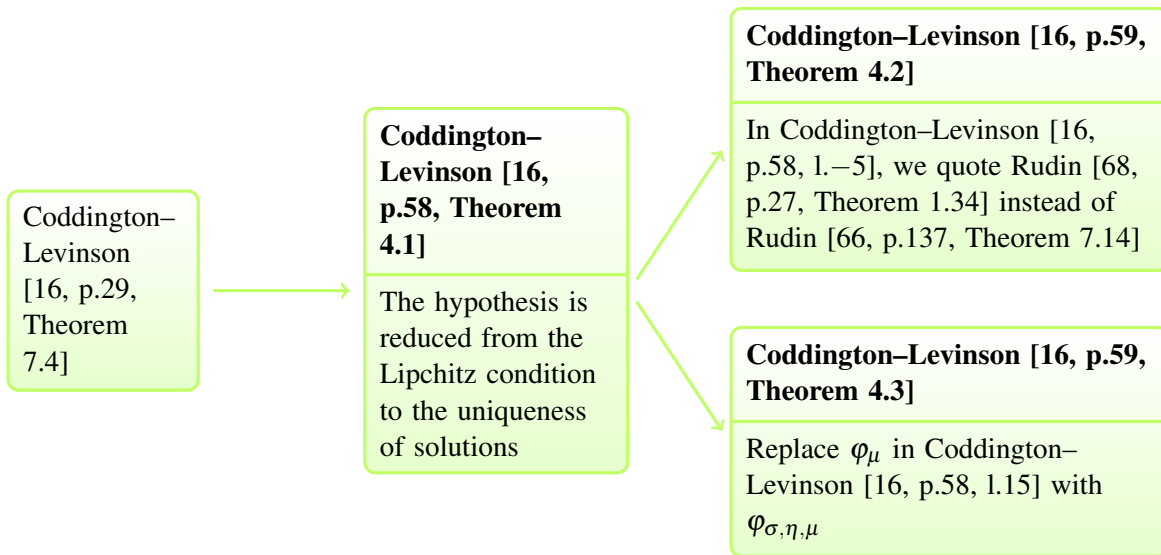 Coddington–
Levinson
[16, p.29,
Theorem
7.4]
Coddington–
Levinson [16,
p.58, Theorem
4.1]
The hypothesis is
reduced from the
Lipchitz condition
to the uniqueness
of solutions
Coddington–Levinson [16, p.59,
Theorem 4.2]
In Coddington–Levinson [16,
p.58, l.−5], we quote Rudin [68,
p.27, Theorem 1.34] instead of
Rudin [66, p.137, Theorem 7.14]
Coddington–Levinson [16, p.59,
Theorem 4.3]
Replace φμ in Coddington–
Levinson [16, p.58, l.15] with
φσ,η,μ